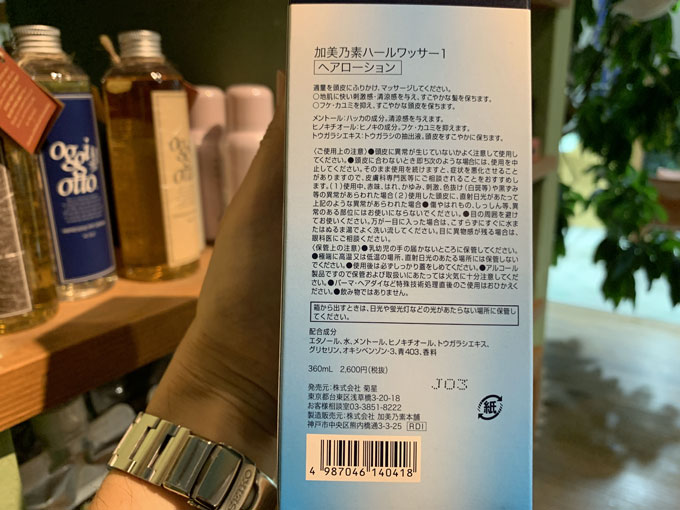 oggi
otto
加美乃素ハールワッサー1
ヘアローション
適量を頭皮にふりかけ、マッサージしてください。
○地肌に快い刺激感・清涼感を与え、すこやかな髪を保ちます。
○フケ・カユミを抑え、すこやかな頭皮を保ちます。
メントール:ハッカの成分。清涼感を与えます。
ヒノキチオール:ヒノキの成分。フケ・カユミを抑えます。
トウガラシエキス:トウガラシの抽出液。頭皮をすこやかに保ちます。
〈ご使用上の注意〉●頭皮に異常が生じていないかよく注意して使用し
てください。●頭皮に合わないとき即ち次のような場合には、使用を中
止してください。そのまま使用を続けますと、症状を悪化させること
がありますので、皮膚科専門医等にご相談されることをおすすめしま
す。(1)使用中、赤味、はれ、かゆみ、刺激、色抜け(白斑等)や黒ずみ
等の異常があらわれた場合(2)使用した頭皮に、直射日光があたって
上記のような異常があらわれた場合●傷やはれもの、しっしん等、異
常のある部位にはお使いにならないでください。●目の周囲を避け
てお使いください。万が一目に入った場合は、こすらずにすぐに水ま
たはぬるま湯でよく洗い流してください。目に異物感が残る場合は、
眼科医にご相談ください。
〈保管上の注意〉●乳幼児の手の届かないところに保管してください。
●極端に高温又は低温の場所、直射日光のあたる場所には保管しない
でください。●使用後は必ずしっかり蓋をしめてください。●アルコール
製品ですので保管および取扱いにあたっては火気に十分注意してくだ
さい。●パーマ・ヘアダイなど特殊技術処理直後のご使用はおひかえく
ださい。●飲み物ではありません。
箱から出すときは、日光や蛍光灯などの光があたらない場所に保管し
てください。
配合成分
エタノール、水、メントール、ヒノキチオール、トウガラシエキス、
グリセリン、オキシベンゾン-3、青403、香料
360mL 2,600円(税抜)
J03
発売元:株式会社 菊星
東京都台東区浅草橋3-20-18
お客様相談室03-3851-8222
製造販売元:株式会社 加美乃素本舗
神戸市中央区熊内橋通3-3-25 RDI
紙
4 987046 140418